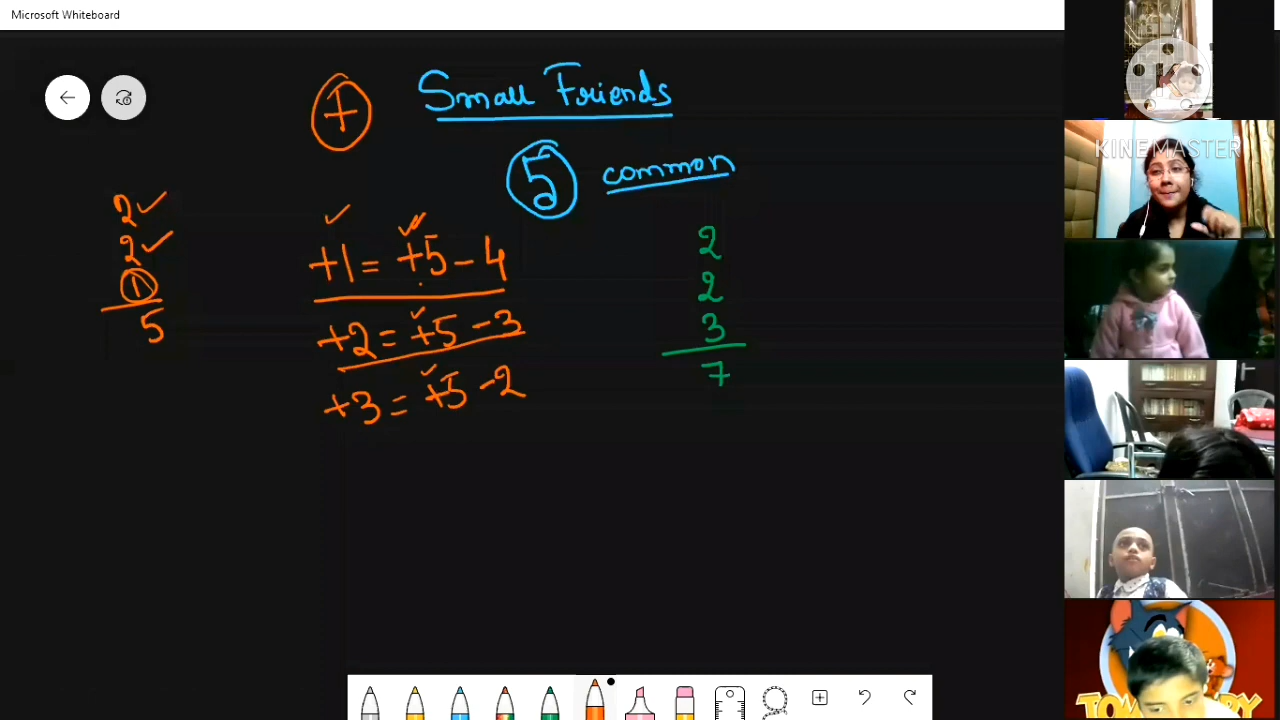 Microsoft Whiteboard
+ Small Friends
5 common
2✓
2✓
1
5
✓
+1 = +5 - 4
+2 = +5 - 3
+3 = +5 - 2
2
2
3
7
KINEMASTER